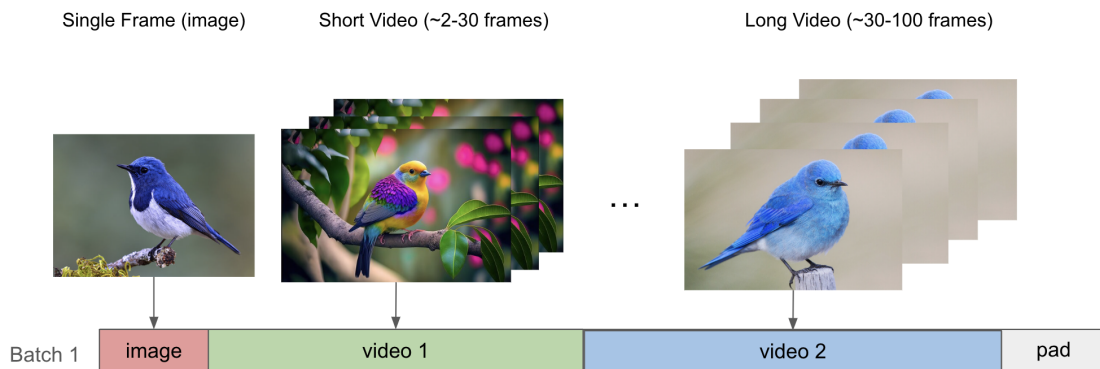 Single Frame (image)
Short Video (~2-30 frames)
Long Video (~30-100 frames)
...
Batch 1
image
video 1
video 2
pad